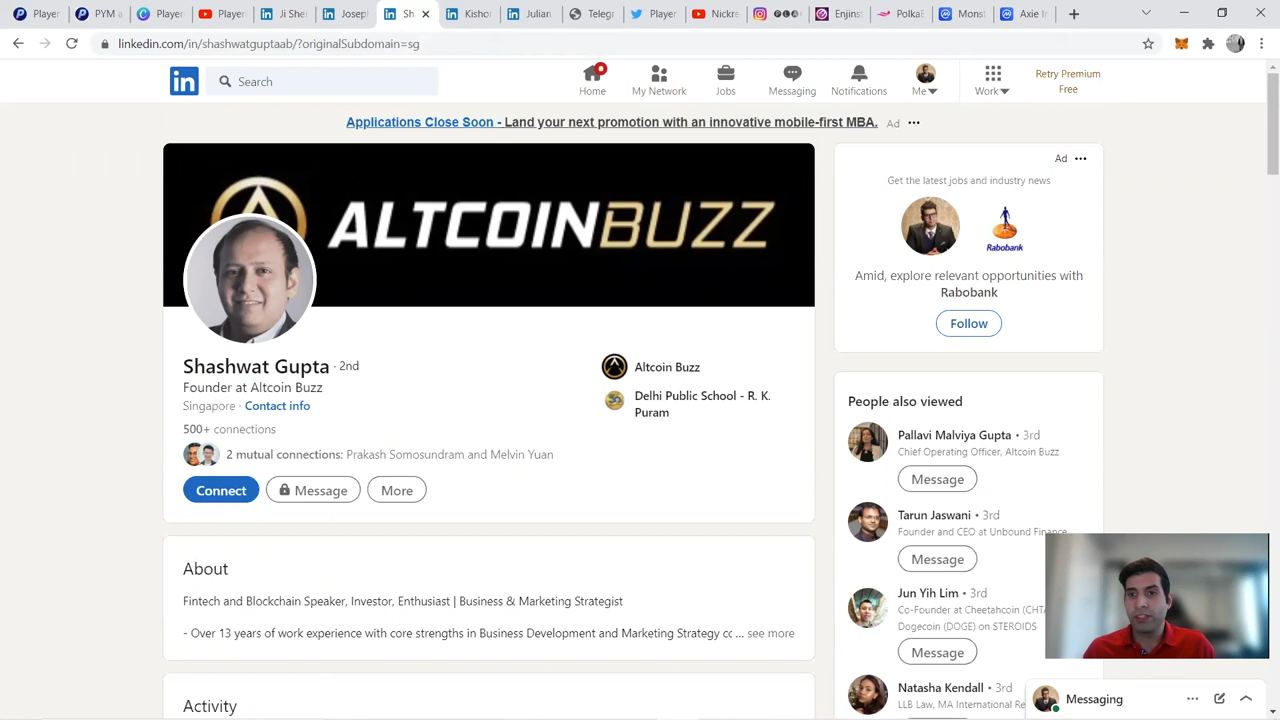 Player
PYM a
Player
Player
Ji She
Joseph
Sh
Kishor
Julian
Telegr
Player
Nickre
Enjins
PolkaB
Monst
Axie In
linkedin.com/in/shashwatguptaab/?originalSubdomain=sg
in
Search
Home
My Network
Jobs
Messaging
Notifications
Me
Work
Retry Premium
Free
Applications Close Soon - Land your next promotion with an innovative mobile-first MBA.
Ad
ALTCOINBUZZ
Shashwat Gupta · 2nd
Founder at Altcoin Buzz
Singapore · Contact info
500+ connections
2 mutual connections: Prakash Somosundram and Melvin Yuan
Connect
Message
More
Altcoin Buzz
Delhi Public School - R. K.
Puram
About
Fintech and Blockchain Speaker, Investor, Enthusiast | Business & Marketing Strategist
- Over 13 years of work experience with core strengths in Business Development and Marketing Strategy cc ... see more
Activity
Ad
Get the latest jobs and industry news
Rabobank
Amid, explore relevant opportunities with
Rabobank
Follow
People also viewed
Pallavi Malviya Gupta • 3rd
Chief Operating Officer, Altcoin Buzz
Message
Tarun Jaswani • 3rd
Founder and CEO at Unbound Finance
Message
Jun Yih Lim • 3rd
Co-Founder at Cheetahcoin (CHTA
Dogecoin (DOGE) on STEROIDS
Message
Natasha Kendall • 3rd
LLB Law, MA International Re
Messaging